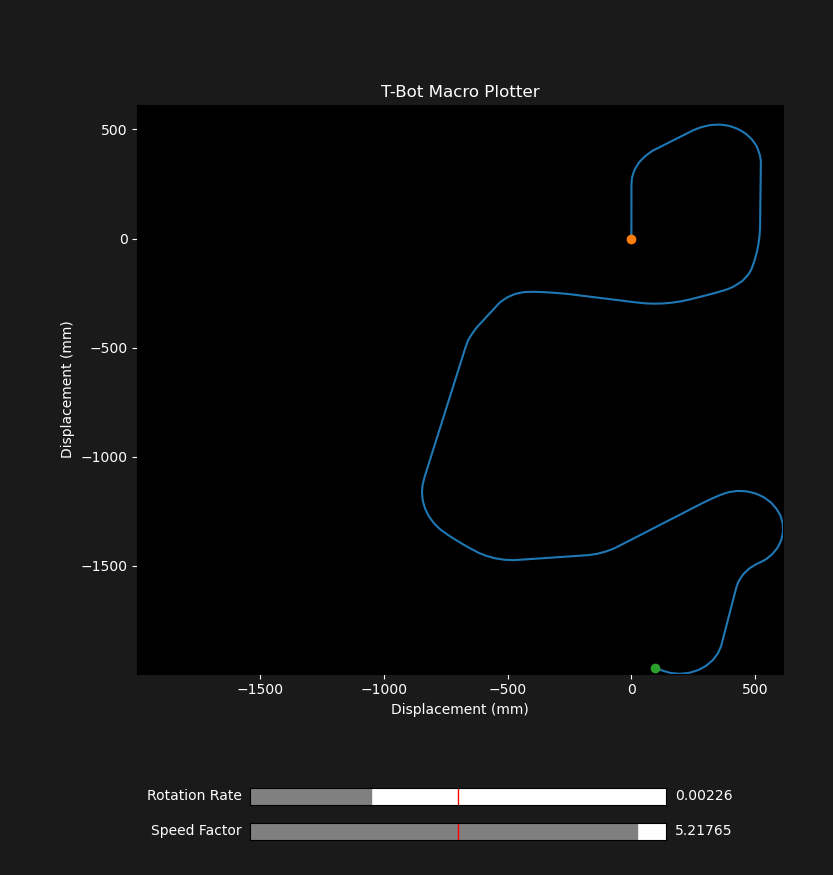 T-Bot Macro Plotter
500
0
−500
−1000
−1500
Displacement (mm)
−1500 −1000 −500 0 500
Displacement (mm)
Rotation Rate 0.00226
Speed Factor 5.21765